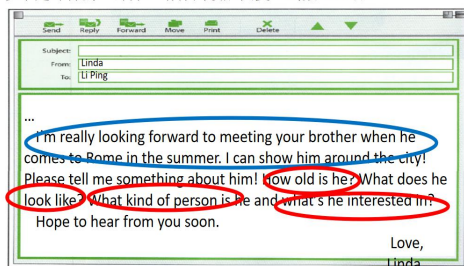 Send Reply Forward Move Print Delete
Subject:
From: Linda
To: Li Ping
...
I'm really looking forward to meeting your brother when he
comes to Rome in the summer. I can show him around the city!
Please tell me something about him! How old is he? What does he
look like? What kind of person is he and what's he interested in?
Hope to hear from you soon.
Love,
Linda